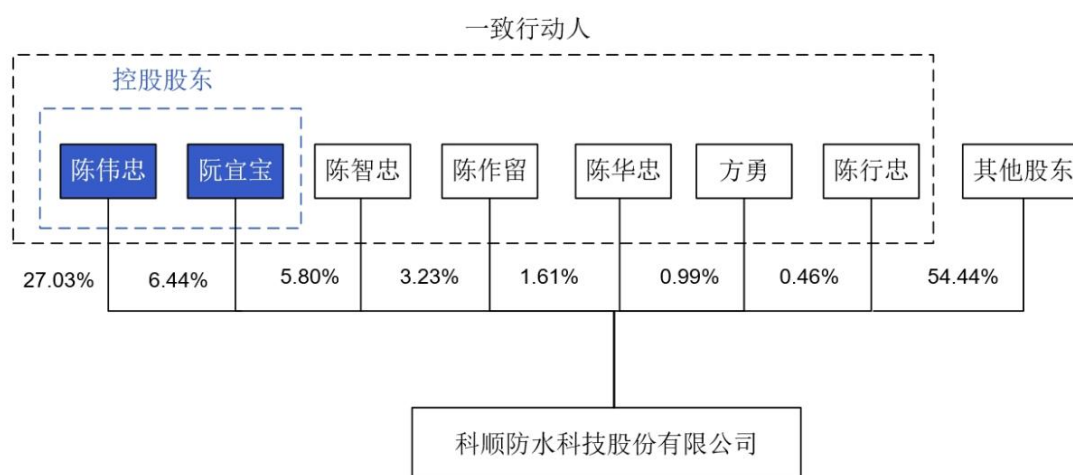 一致行动人
控股股东
陈伟忠 阮宜宝 陈智忠 陈作留 陈华忠 方勇 陈行忠 其他股东
27.03% 6.44% 5.80% 3.23% 1.61% 0.99% 0.46% 54.44%
科顺防水科技股份有限公司